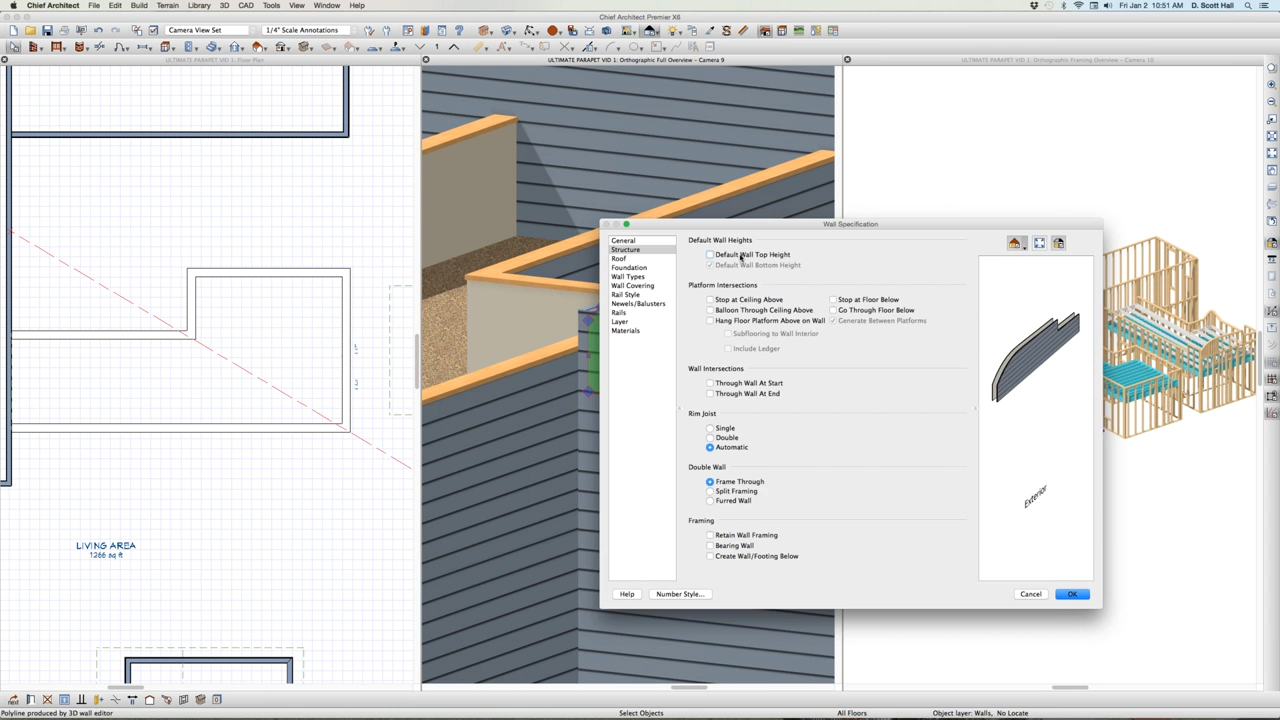 Chief Architect File Edit Build Terrain Library 3D CAD Tools View Window Help
Fri Jan 2 10:51 AM D. Scott Hall
Chief Architect Premier X6
Camera View Set
1/4" Scale Annotations
ULTIMATE PARAPET VID 1: Floor Plan
ULTIMATE PARAPET VID 1: Orthographic Full Overview - Camera 9
ULTIMATE PARAPET VID 1: Orthographic Framing Overview - Camera 10
LIVING AREA
1266 sq ft
Wall Specification
General
Structure
Roof
Foundation
Wall Types
Wall Covering
Rail Style
Newels/Balusters
Rails
Layer
Materials
Default Wall Heights
Default Wall Top Height
Default Wall Bottom Height
Platform Intersections
Stop at Ceiling Above
Stop at Floor Below
Balloon Through Ceiling Above
Go Through Floor Below
Hang Floor Platform Above on Wall
Generate Between Platforms
Subflooring to Wall Interior
Include Ledger
Wall Intersections
Through Wall At Start
Through Wall At End
Rim Joist
Single
Double
Automatic
Double Wall
Frame Through
Split Framing
Furred Wall
Framing
Retain Wall Framing
Bearing Wall
Create Wall/Footing Below
Exterior
Help
Number Style...
Cancel
OK
Polyline produced by 3D wall editor
Select Objects
All Floors
Object layer: Walls, No Locate